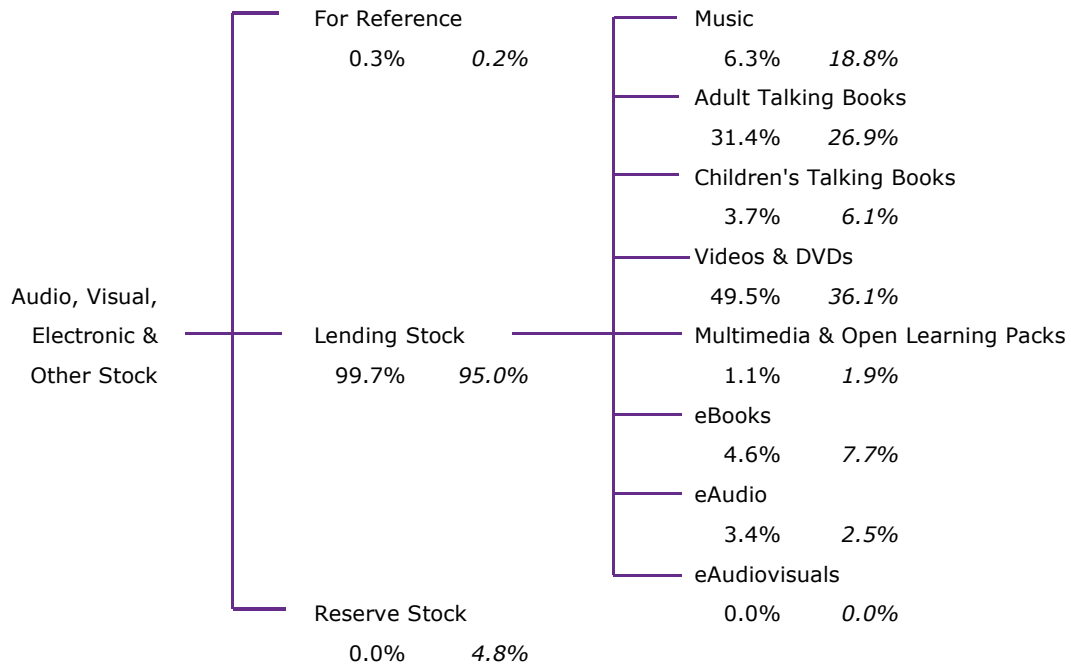 For Reference
0.3% 0.2%
Music
6.3% 18.8%
Adult Talking Books
31.4% 26.9%
Children's Talking Books
3.7% 6.1%
Videos & DVDs
49.5% 36.1%
Audio, Visual,
Electronic &
Other Stock
Lending Stock
99.7% 95.0%
Multimedia & Open Learning Packs
1.1% 1.9%
eBooks
4.6% 7.7%
eAudio
3.4% 2.5%
eAudiovisuals
0.0% 0.0%
Reserve Stock
0.0% 4.8%